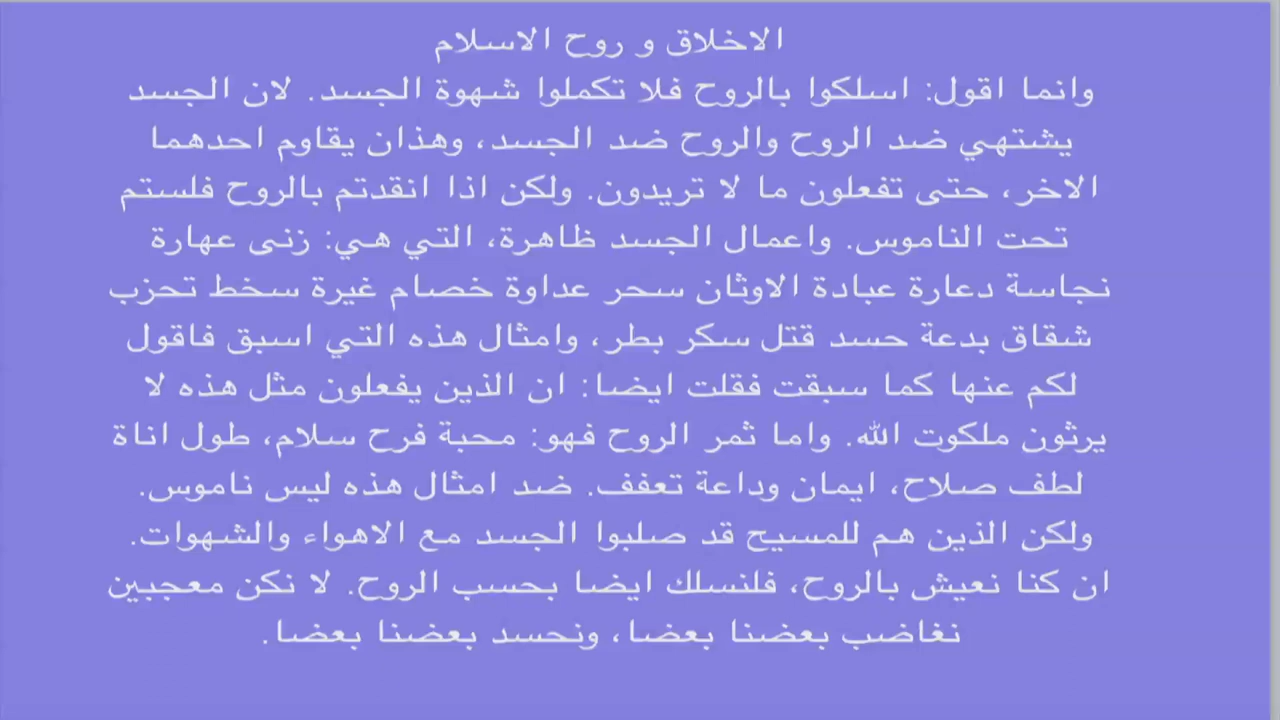 الاخلاق و روح الاسلام
وانما اقول: اسلكوا بالروح فلا تكملوا شهوة الجسد. لان الجسد
يشتهي ضد الروح والروح ضد الجسد، وهذان يقاوم احدهما
الاخر، حتى تفعلون ما لا تريدون. ولكن اذا انقدتم بالروح فلستم
تحت الناموس. واعمال الجسد ظاهرة، التي هي: زنى عهارة
نجاسة دعارة عبادة الاوثان سحر عداوة خصام غيرة سخط تحزب
شقاق بدعة حسد قتل سكر بطر، وامثال هذه التي اسبق فاقول
لكم عنها كما سبقت فقلت ايضا: ان الذين يفعلون مثل هذه لا
يرثون ملكوت الله. واما ثمر الروح فهو: محبة فرح سلام، طول اناة
لطف صلاح، ايمان وداعة تعفف. ضد امثال هذه ليس ناموس.
ولكن الذين هم للمسيح قد صلبوا الجسد مع الاهواء والشهوات.
ان كنا نعيش بالروح، فلنسلك ايضا بحسب الروح. لا نكن معجبين
نغاضب بعضنا بعضا، ونحسد بعضنا بعضا.